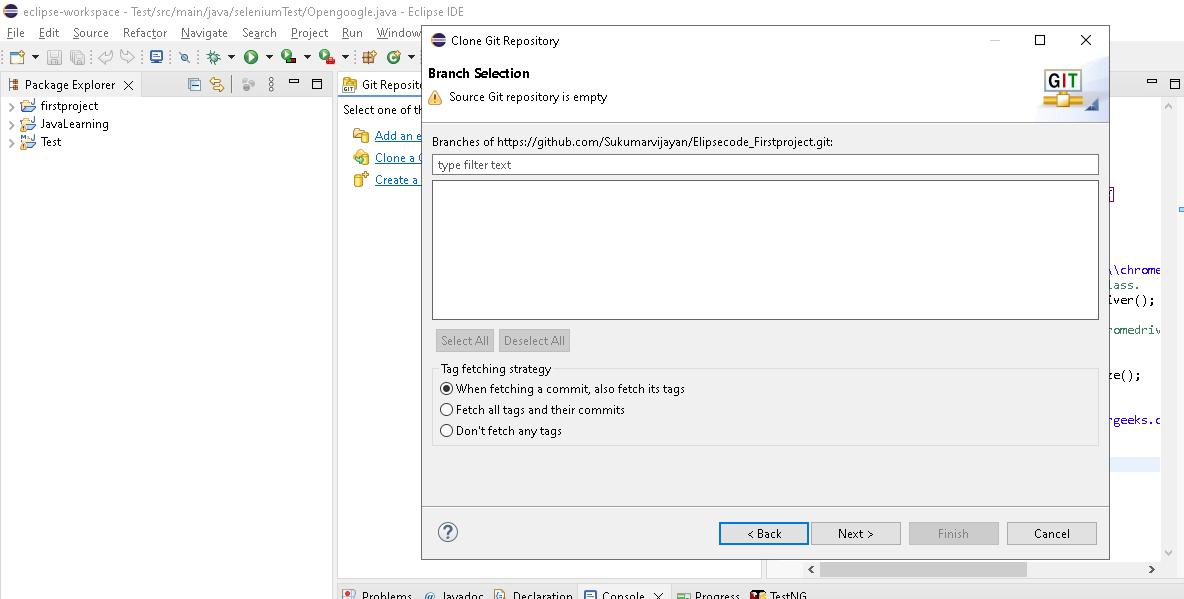 eclipse-workspace - Test/src/main/java/seleniumTest/Opengoogle.java - Eclipse IDE
File Edit Source Refactor Navigate Search Project Run Window
Clone Git Repository
Package Explorer
Git Reposito
Branch Selection
Source Git repository is empty
GIT
firstproject
JavaLearning
Test
Select one of th
Add an e
Clone a G
Create a
Branches of https://github.com/Sukumarvijayan/Elipsecode_Firstproject.git:
type filter text
Select All Deselect All
Tag fetching strategy
When fetching a commit, also fetch its tags
Fetch all tags and their commits
Don't fetch any tags
\\chrome
lass.
iver();
romedriv
ze();
rgeeks.o
? < Back Next > Finish Cancel
Problems @ Javadoc Declaration Console Progress TestNG